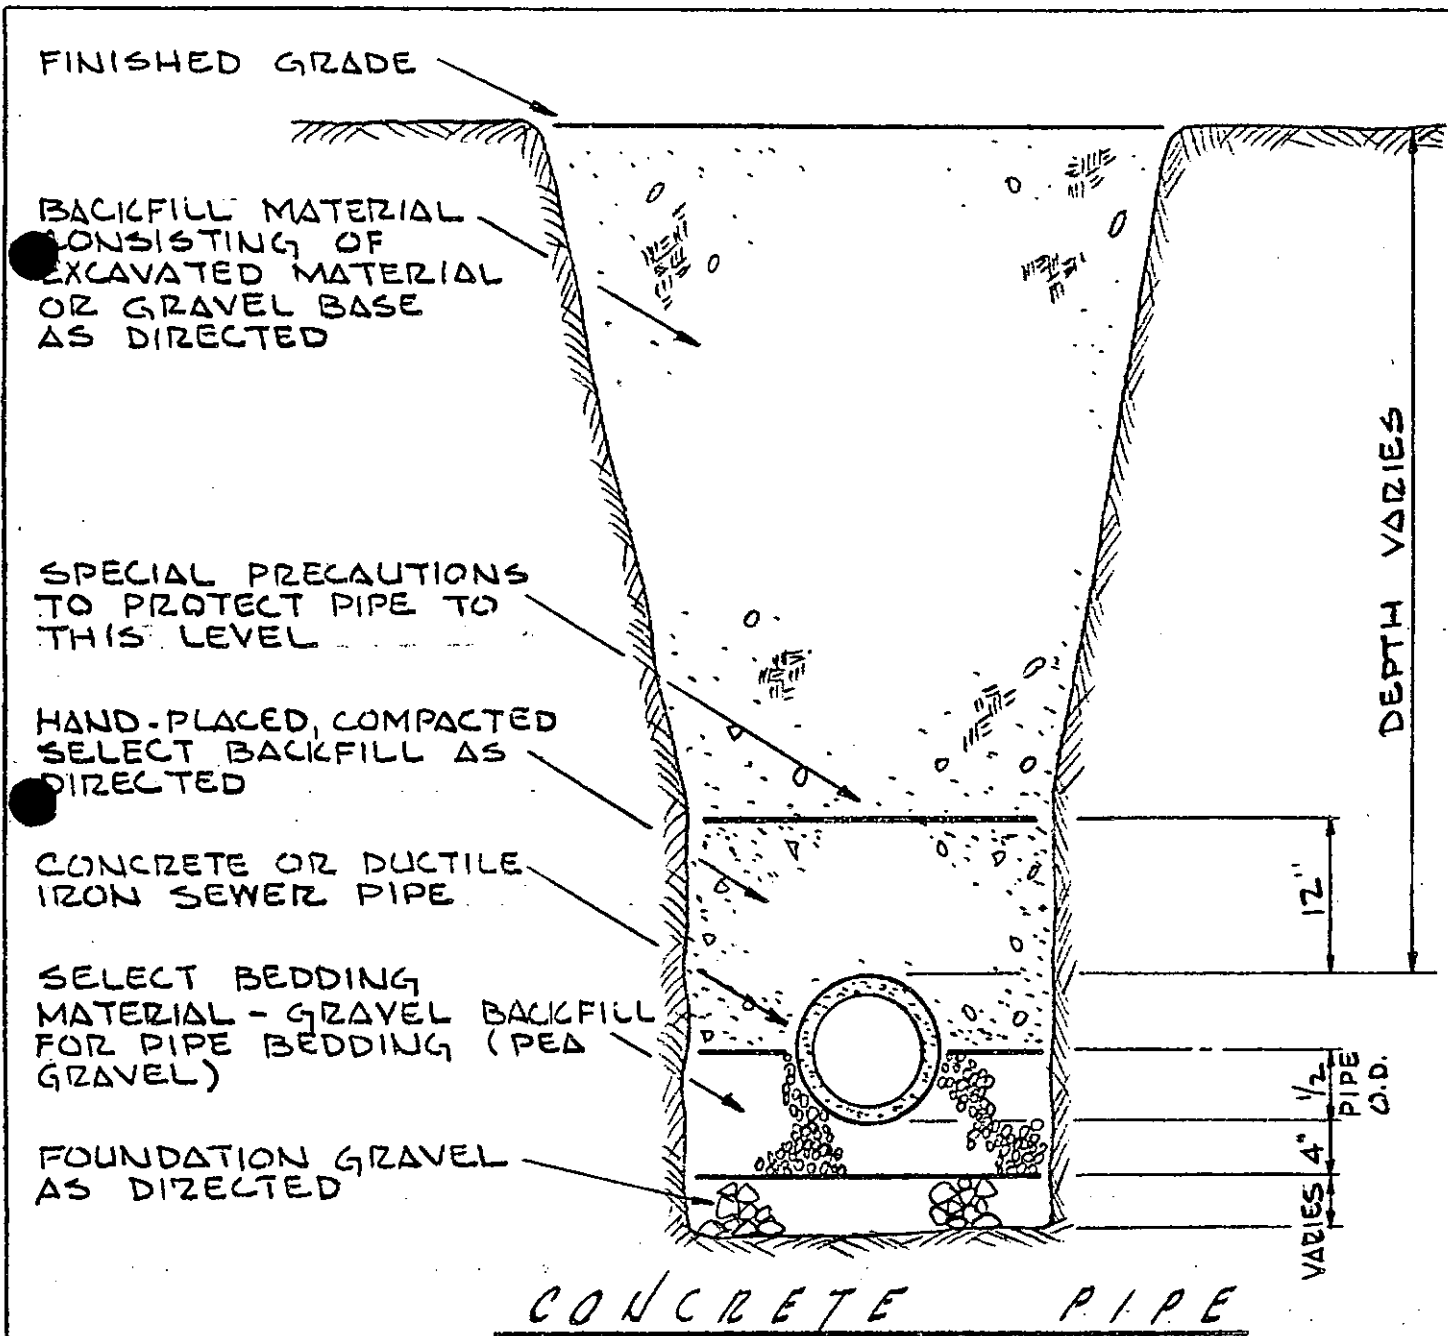 FINISHED GRADE
BACKFILL MATERIAL
CONSISTING OF
EXCAVATED MATERIAL
OR GRAVEL BASE
AS DIRECTED
SPECIAL PRECAUTIONS
TO PROTECT PIPE TO
THIS LEVEL
HAND-PLACED, COMPACTED
SELECT BACKFILL AS
DIRECTED
CONCRETE OR DUCTILE
IRON SEWER PIPE
SELECT BEDDING
MATERIAL - GRAVEL BACKFILL
FOR PIPE BEDDING (PEA
GRAVEL)
FOUNDATION GRAVEL
AS DIRECTED
DEPTH VARIES
12"
1/2
PIPE
O.D.
4"
VARIES
CONCRETE PIPE